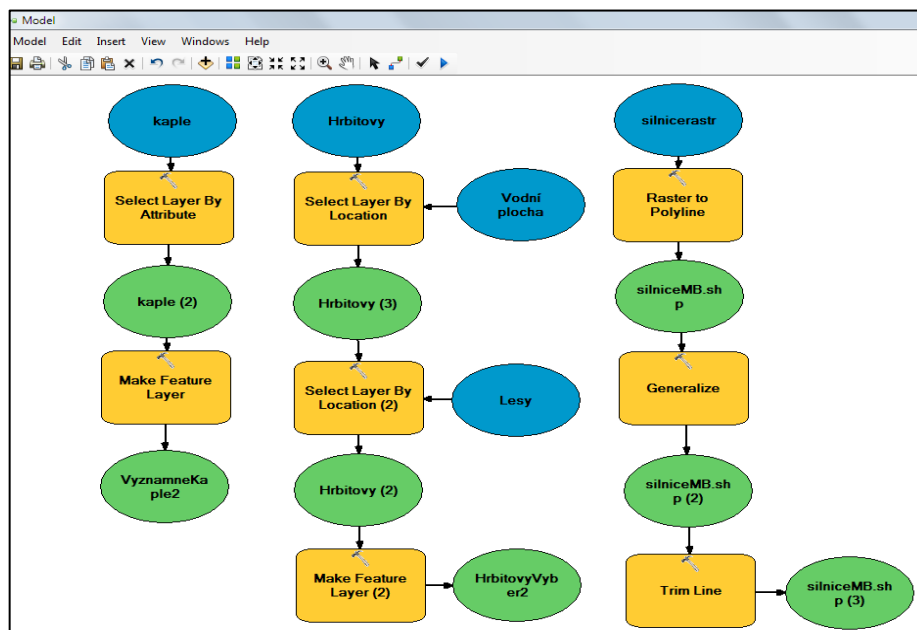 Model
Model Edit Insert View Windows Help
kaple
Select Layer By
Attribute
kaple (2)
Make Feature
Layer
VyznamneKa
ple2
Hrbitovy
Select Layer By
Location
Vodní
plocha
Hrbitovy (3)
Select Layer By
Location (2)
Lesy
Hrbitovy (2)
Make Feature
Layer (2)
HrbitovyVyb
er2
silnicerastr
Raster to
Polyline
silniceMB.sh
p
Generalize
silniceMB.sh
p (2)
Trim Line
silniceMB.sh
p (3)